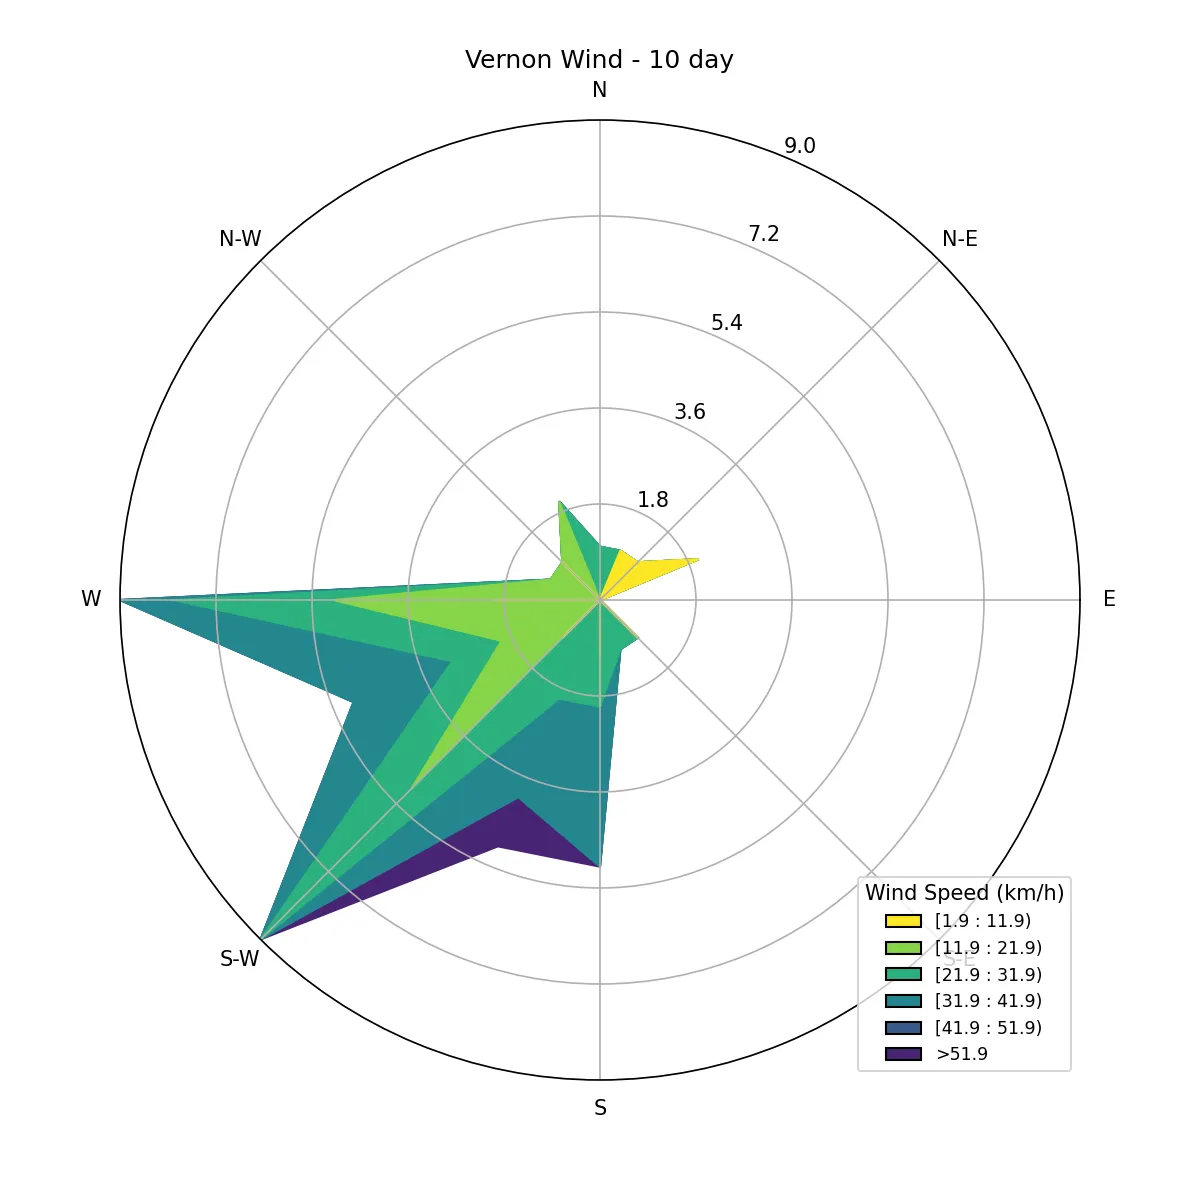 Vernon Wind - 10 day
N
9.0
N-W
N-E
7.2
5.4
3.6
1.8
W
E
S-W
S-E
S
Wind Speed (km/h)
[1.9 : 11.9)
[11.9 : 21.9)
[21.9 : 31.9)
[31.9 : 41.9)
[41.9 : 51.9)
>51.9